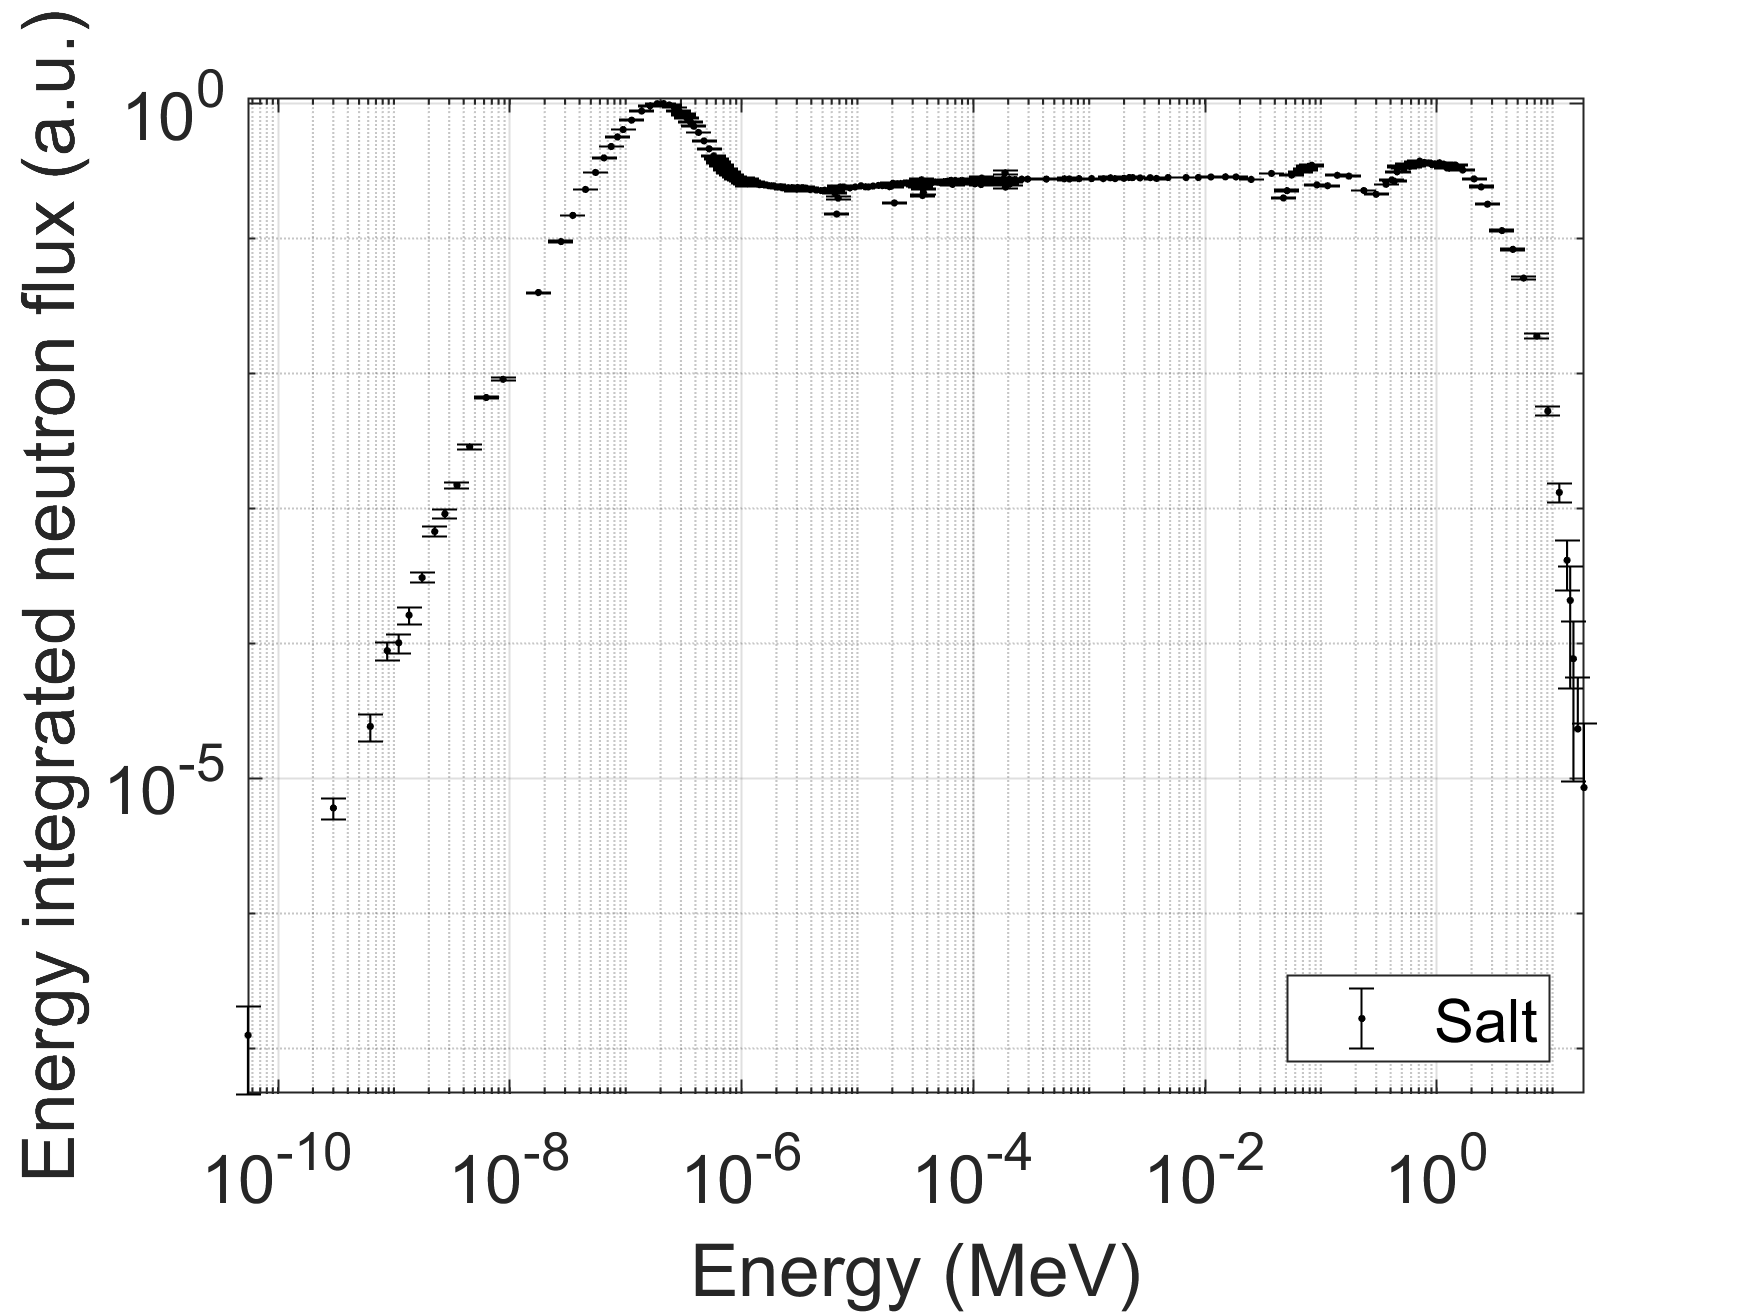 Energy integrated neutron flux (a.u.)
10^0
10^-5
Salt
10^-10 10^-8 10^-6 10^-4 10^-2 10^0
Energy (MeV)